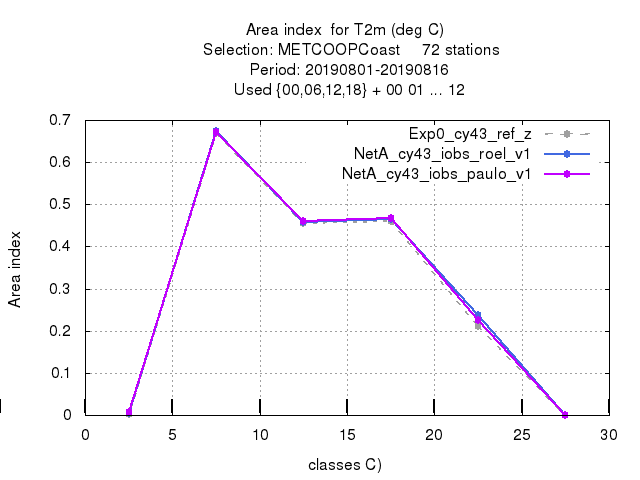 Area index  for T2m (deg C)
Selection: METCOOPCoast     72 stations
Period: 20190801-20190816
Used {00,06,12,18} + 00 01 ... 12
Exp0_cy43_ref_z
NetA_cy43_iobs_roel_v1
NetA_cy43_iobs_paulo_v1
0.7
0.6
0.5
0.4
0.3
0.2
0.1
0
Area index
0 5 10 15 20 25 30
classes C)